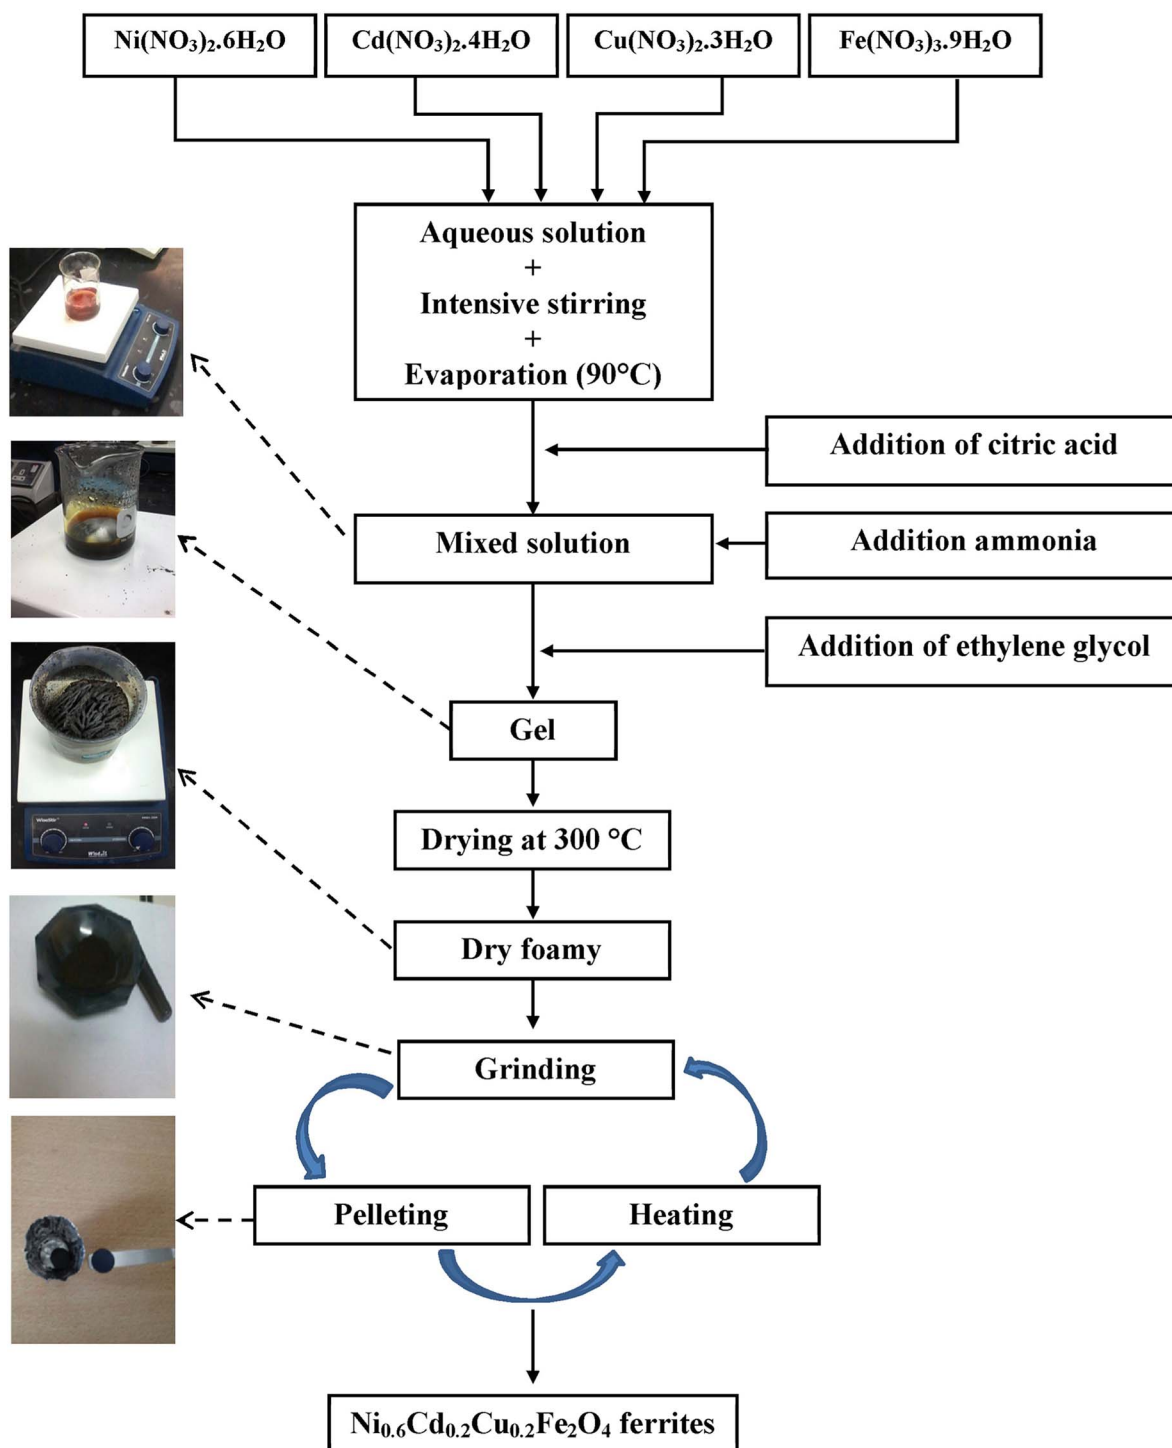 Ni(NO₃)₂.6H₂O
Cd(NO₃)₂.4H₂O
Cu(NO₃)₂.3H₂O
Fe(NO₃)₃.9H₂O
Aqueous solution
+
Intensive stirring
+
Evaporation (90°C)
Addition of citric acid
Mixed solution
Addition ammonia
Addition of ethylene glycol
Gel
Drying at 300 °C
Dry foamy
Grinding
Pelleting
Heating
Ni₀.₆Cd₀.₂Cu₀.₂Fe₂O₄ ferrites